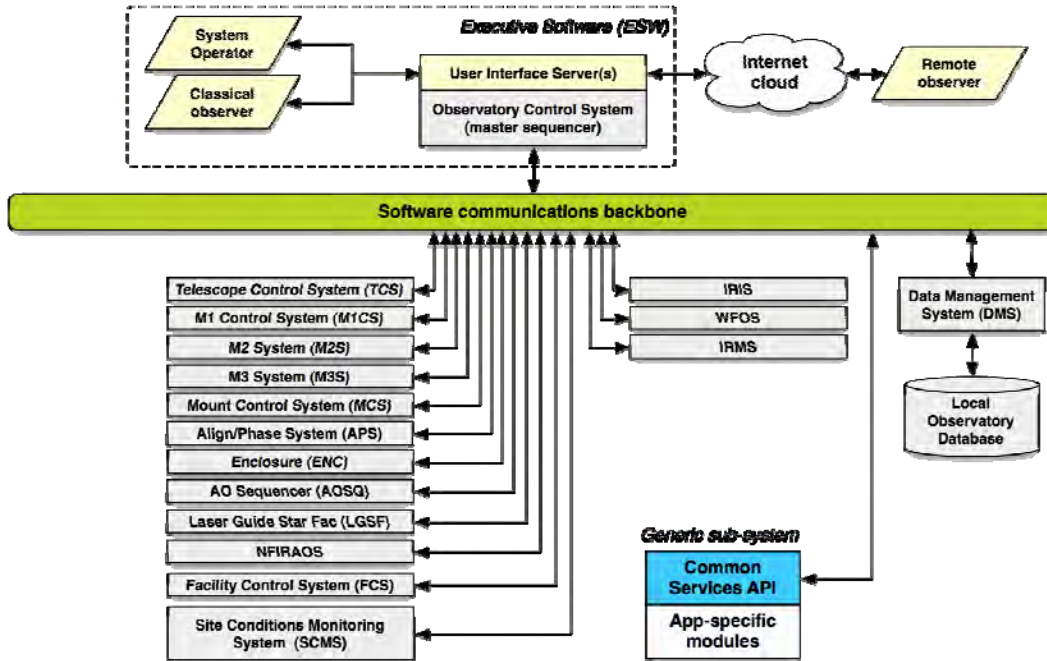 Executive Software (ESW)
System
Operator
Classical
observer
User Interface Server(s)
Observatory Control System
(master sequencer)
Internet
cloud
Remote
observer
Software communications backbone
Telescope Control System (TCS)
M1 Control System (M1CS)
M2 System (M2S)
M3 System (M3S)
Mount Control System (MCS)
Align/Phase System (APS)
Enclosure (ENC)
AO Sequencer (AOSQ)
Laser Guide Star Fac (LGSF)
NFIRAOS
Facility Control System (FCS)
Site Conditions Monitoring
System (SCMS)
IRIS
WFOS
IRMS
Data Management
System (DMS)
Local
Observatory
Database
Generic sub-system
Common
Services API
App-specific
modules